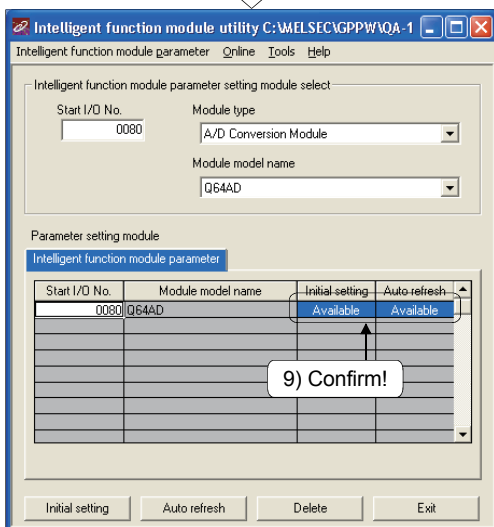 Intelligent function module utility C:\MELSEC\GPPW\QA-1
Intelligent function module parameter Online Tools Help
Intelligent function module parameter setting module select
Start I/O No. Module type
0080 A/D Conversion Module
Module model name
Q64AD
Parameter setting module
Intelligent function module parameter
Start I/O No. Module model name Initial setting Auto refresh
0080 Q64AD Available Available
9) Confirm!
Initial setting Auto refresh Delete Exit